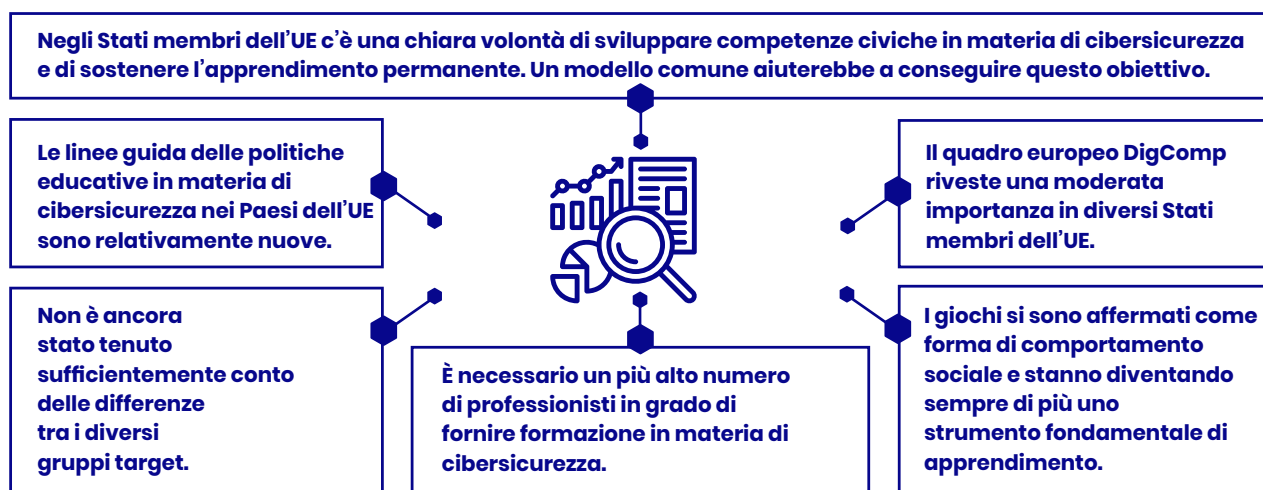 Negli Stati membri dell'UE c'è una chiara volontà di sviluppare competenze civiche in materia di cibersicurezza
e di sostenere l'apprendimento permanente. Un modello comune aiuterebbe a conseguire questo obiettivo.
Le linee guida delle politiche
educative in materia di
cibersicurezza nei Paesi dell'UE
sono relativamente nuove.
Il quadro europeo DigComp
riveste una moderata
importanza in diversi Stati
membri dell'UE.
Non è ancora
stato tenuto
sufficientemente conto
delle differenze
tra i diversi
gruppi target.
È necessario un più alto numero
di professionisti in grado di
fornire formazione in materia di
cibersicurezza.
I giochi si sono affermati come
forma di comportamento
sociale e stanno diventando
sempre di più uno
strumento fondamentale di
apprendimento.